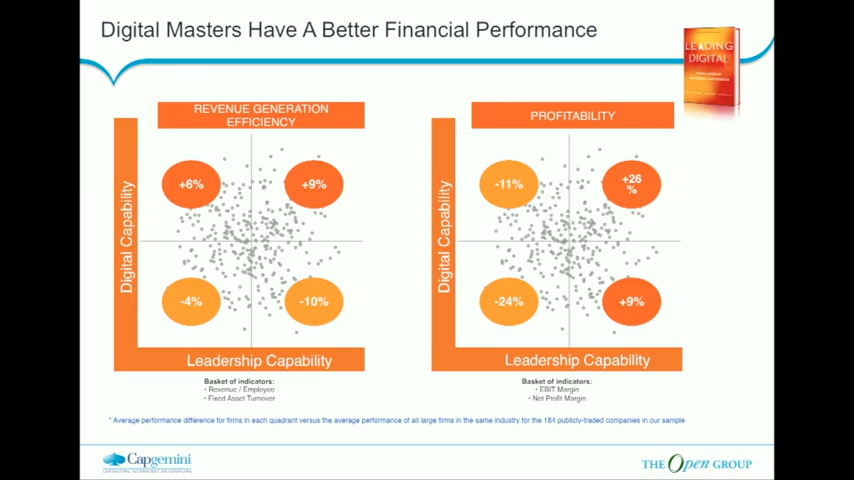 Digital Masters Have A Better Financial Performance
LEADING
DIGITAL
REVENUE GENERATION
EFFICIENCY
Digital Capability
+6%
+9%
-4%
-10%
Leadership Capability
Basket of indicators:
• Revenue / Employee
• Fixed Asset Turnover
PROFITABILITY
Digital Capability
-11%
+26
%
-24%
+9%
Leadership Capability
Basket of indicators:
• EBIT Margin
• Net Profit Margin
* Average performance difference for firms in each quadrant versus the average performance of all large firms in the same industry for the 184 publicly-traded companies in our sample
Capgemini
CONSULTING. TECHNOLOGY. OUTSOURCING
THE Open GROUP